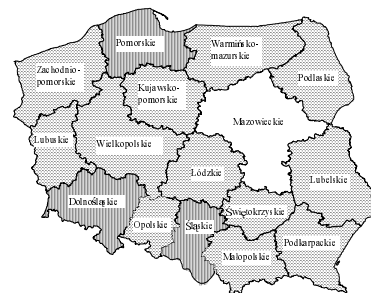 Pomorskie
Warmińsko-
mazurskie
Zachodnio-
pomorskie
Podlaskie
Kujawsko-
pomorskie
Mazowieckie
Lubuskie
Wielkopolskie
Łódzkie
Lubelskie
Dolnośląskie
Opolskie
Śląskie
Świętokrzyskie
Małopolskie
Podkarpackie